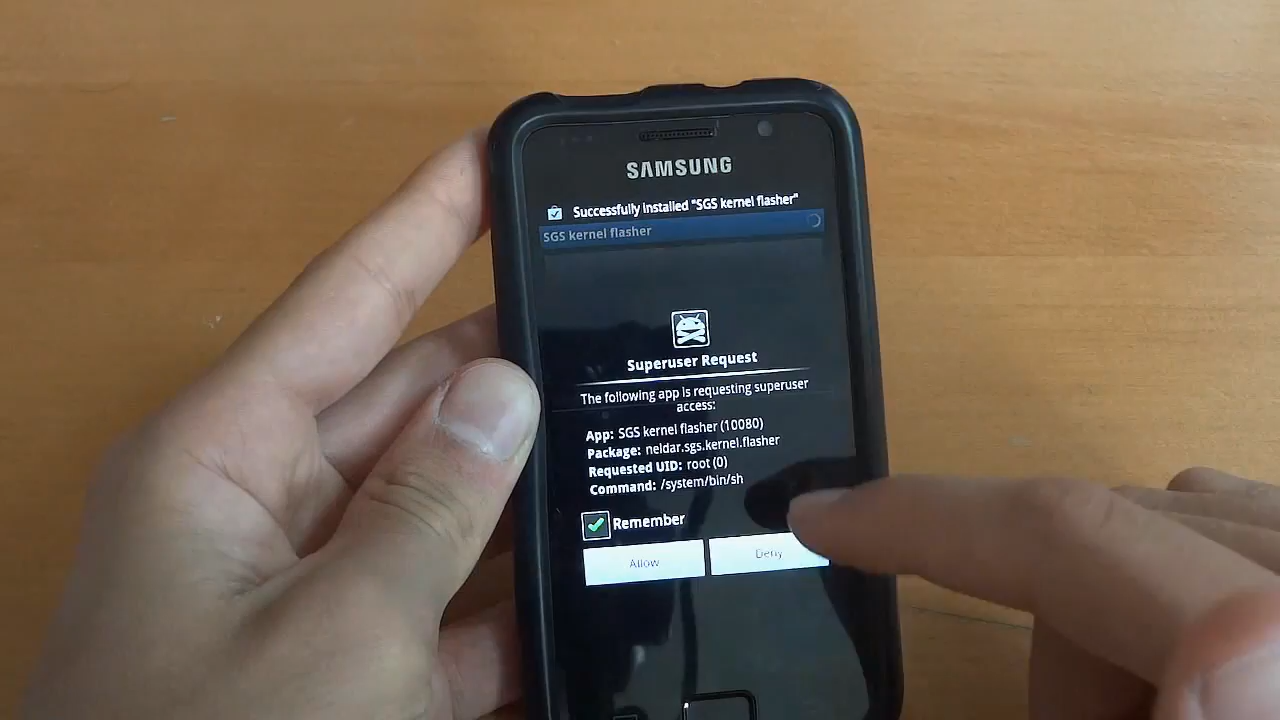 SAMSUNG
Successfully installed "SGS kernel flasher"
SGS kernel flasher
Superuser Request
The following app is requesting superuser
access:
App: SGS kernel flasher (10080)
Package: neldar.sgs.kernel.flasher
Requested UID: root (0)
Command: /system/bin/sh
Remember
Allow
Deny